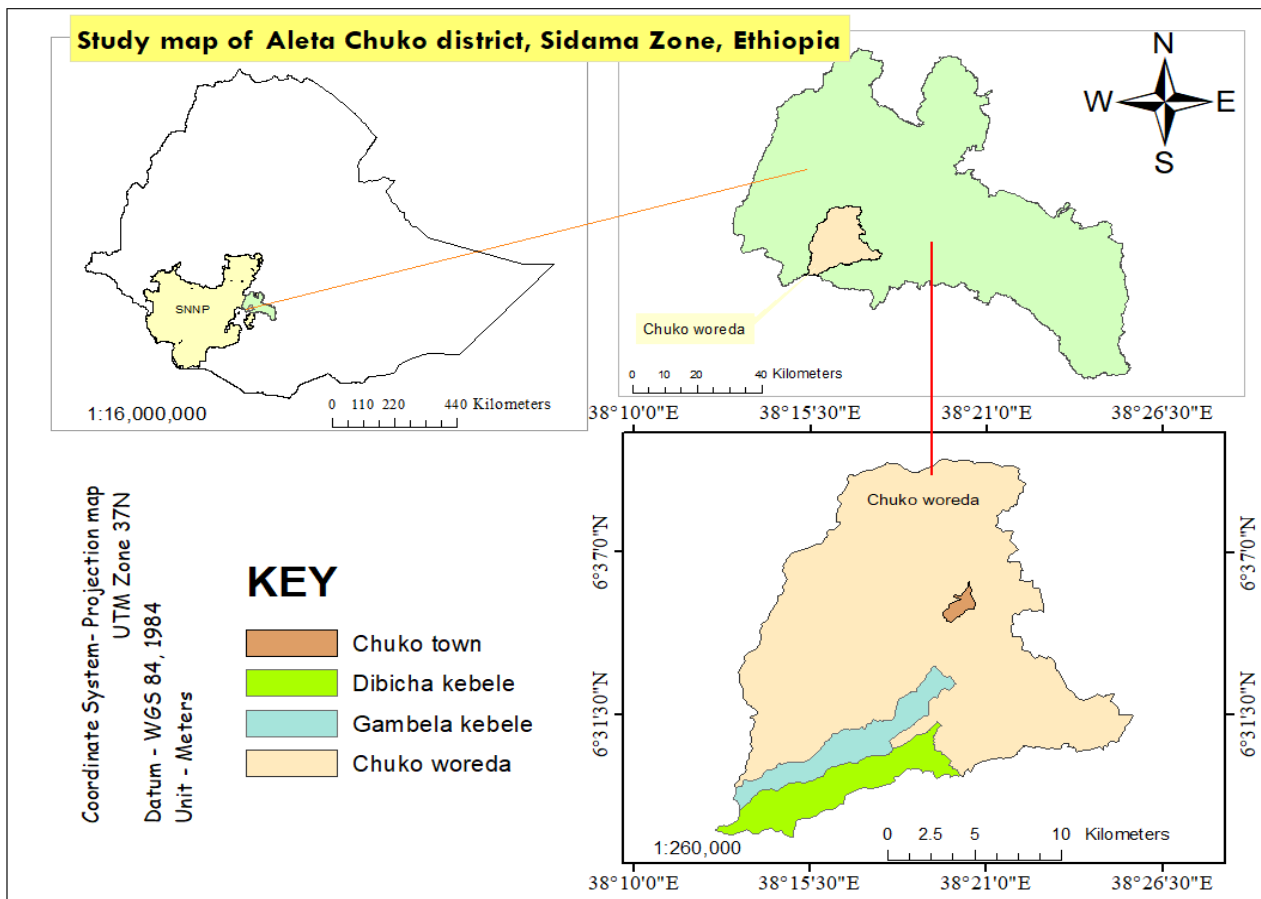 Study map of Aleta Chuko district, Sidama Zone, Ethiopia
SNNP
1:16,000,000
0 110 220 440 Kilometers
N
W E
S
Chuko woreda
0 10 20 40 Kilometers
38°10'0"E 38°15'30"E 38°21'0"E 38°26'30"E
Chuko woreda
6°37'0"N 6°37'0"N
6°31'30"N 6°31'30"N
0 2.5 5 10 Kilometers
1:260,000
38°10'0"E 38°15'30"E 38°21'0"E 38°26'30"E
Coordinate System- Projection map
UTM Zone 37N
Datum - WGS 84, 1984
Unit - Meters
KEY
Chuko town
Dibicha kebele
Gambela kebele
Chuko woreda